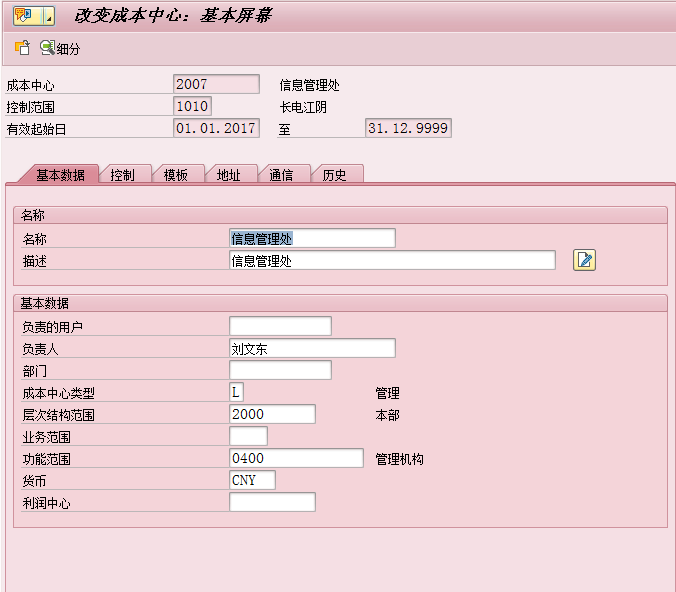 改变成本中心：基本屏幕
细分
成本中心 2007 信息管理处
控制范围 1010 长电江阴
有效起始日 01.01.2017 至 31.12.9999
基本数据 控制 模板 地址 通信 历史
名称
名称 信息管理处
描述 信息管理处
基本数据
负责的用户
负责人 刘文东
部门
成本中心类型 L 管理
层次结构范围 2000 本部
业务范围
功能范围 0400 管理机构
货币 CNY
利润中心